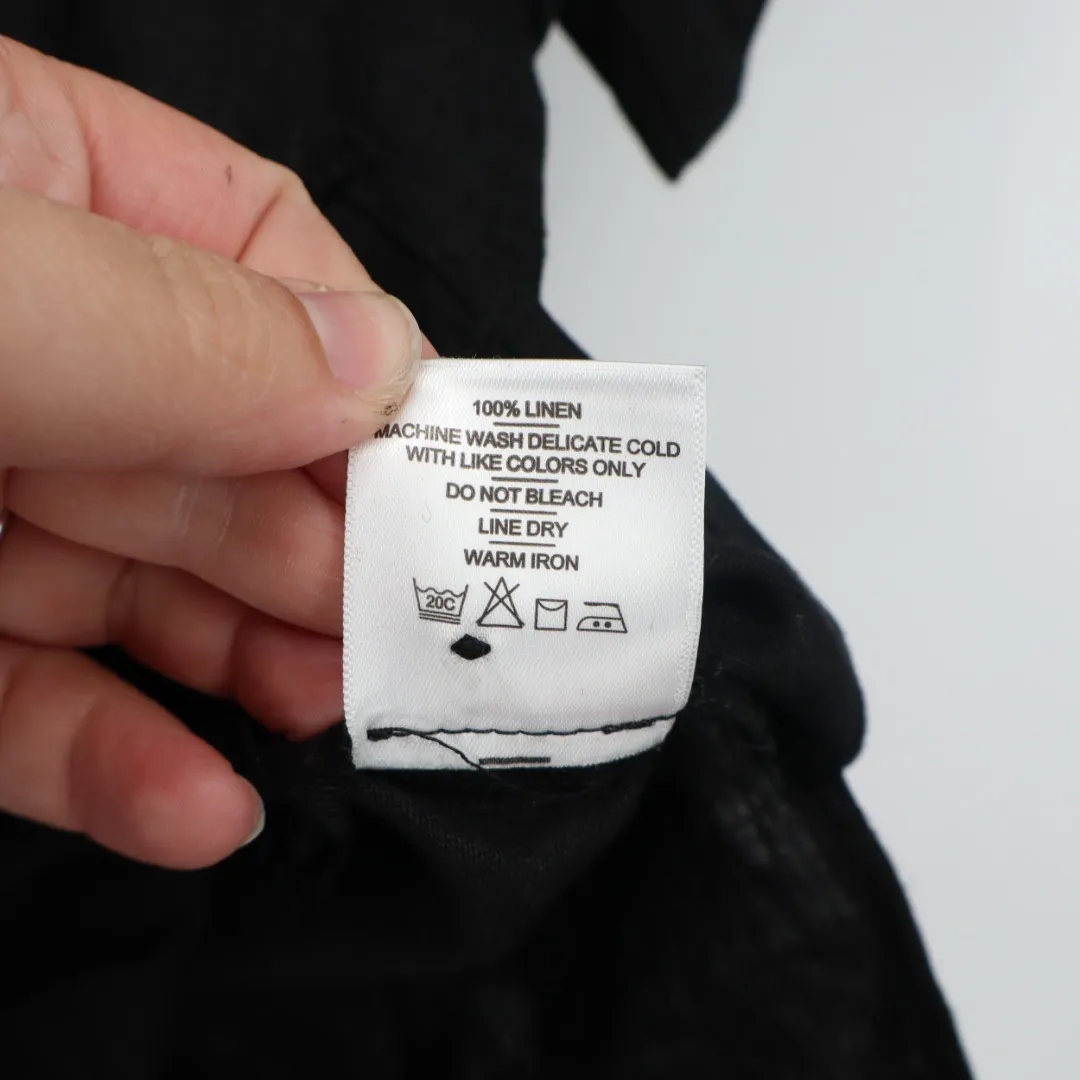 100% LINEN
MACHINE WASH DELICATE COLD
WITH LIKE COLORS ONLY
DO NOT BLEACH
LINE DRY
WARM IRON
20C